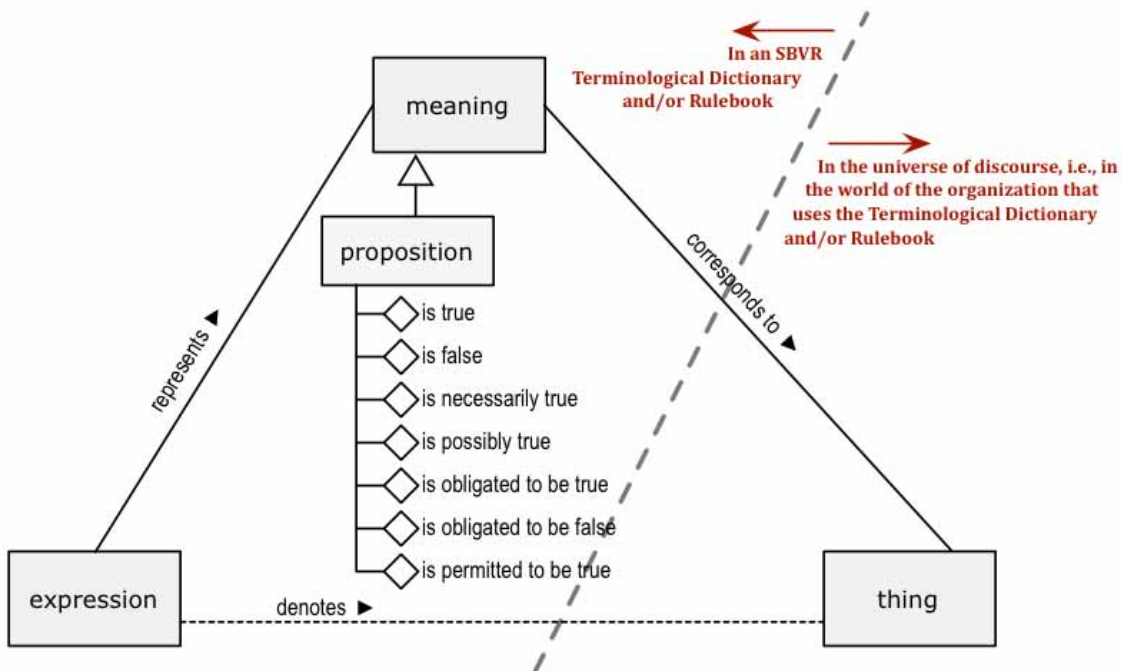 In an SBVR
Terminological Dictionary
and/or Rulebook
meaning
In the universe of discourse, i.e., in
the world of the organization that
uses the Terminological Dictionary
and/or Rulebook
proposition
corresponds to ►
represents ►
is true
is false
is necessarily true
is possibly true
is obligated to be true
is obligated to be false
is permitted to be true
expression
denotes ►
thing